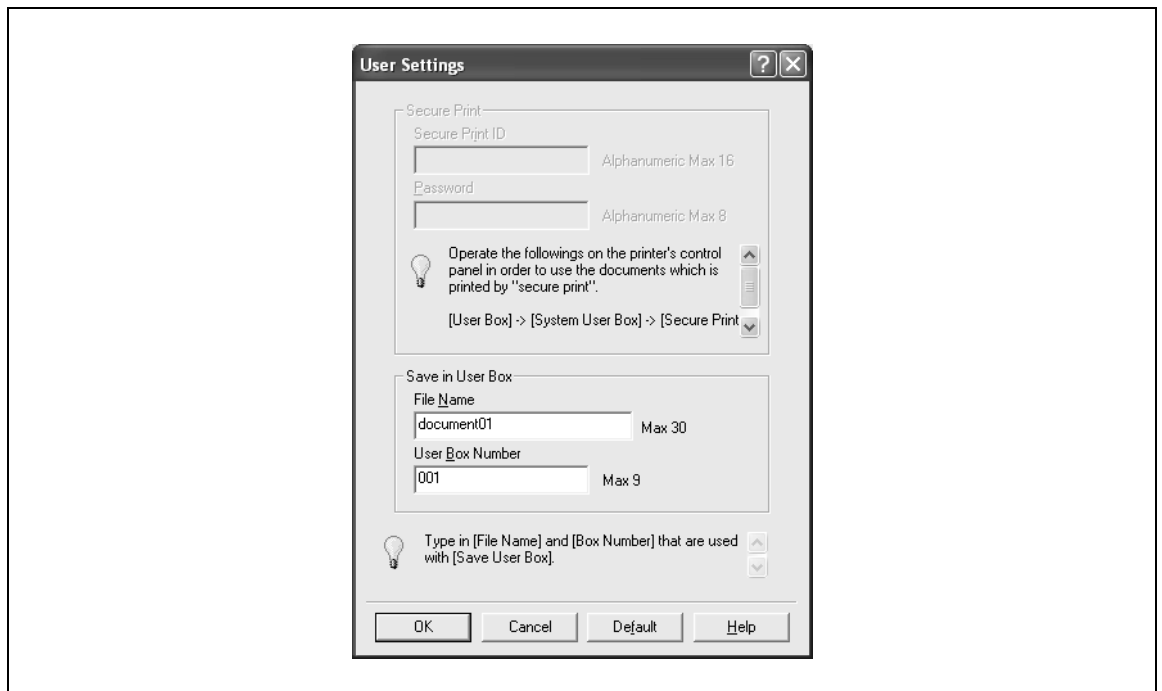 User Settings
Secure Print
Secure Print ID
Alphanumeric Max 16
Password
Alphanumeric Max 8
Operate the followings on the printer's control
panel in order to use the documents which is
printed by "secure print".
[User Box] -> [System User Box] -> [Secure Print
Save in User Box
File Name
document01
Max 30
User Box Number
001
Max 9
Type in [File Name] and [Box Number] that are used
with [Save User Box].
OK
Cancel
Default
Help